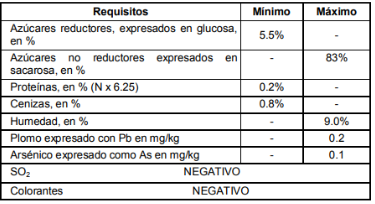 Requisitos Mínimo Máximo
Azúcares reductores, expresados en glucosa,
en % 5.5% -
Azúcares no reductores expresados en
sacarosa, en % - 83%
Proteínas, en % (N x 6.25) 0.2% -
Cenizas, en % 0.8% -
Humedad, en % - 9.0%
Plomo expresado con Pb en mg/kg - 0.2
Arsénico expresado como As en mg/kg - 0.1
SO2 NEGATIVO
Colorantes NEGATIVO